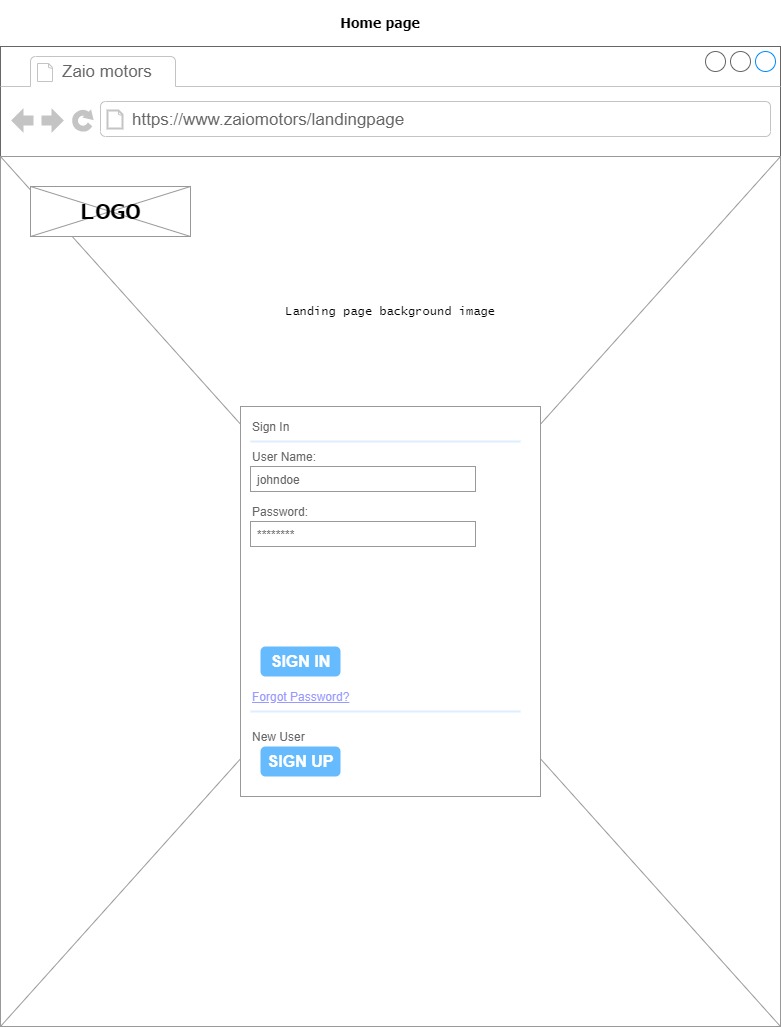 Home page
Zaio motors
https://www.zaiomotors/landingpage
LOGO
Landing page background image
Sign In
User Name:
johndoe
Password:
********
SIGN IN
Forgot Password?
New User
SIGN UP